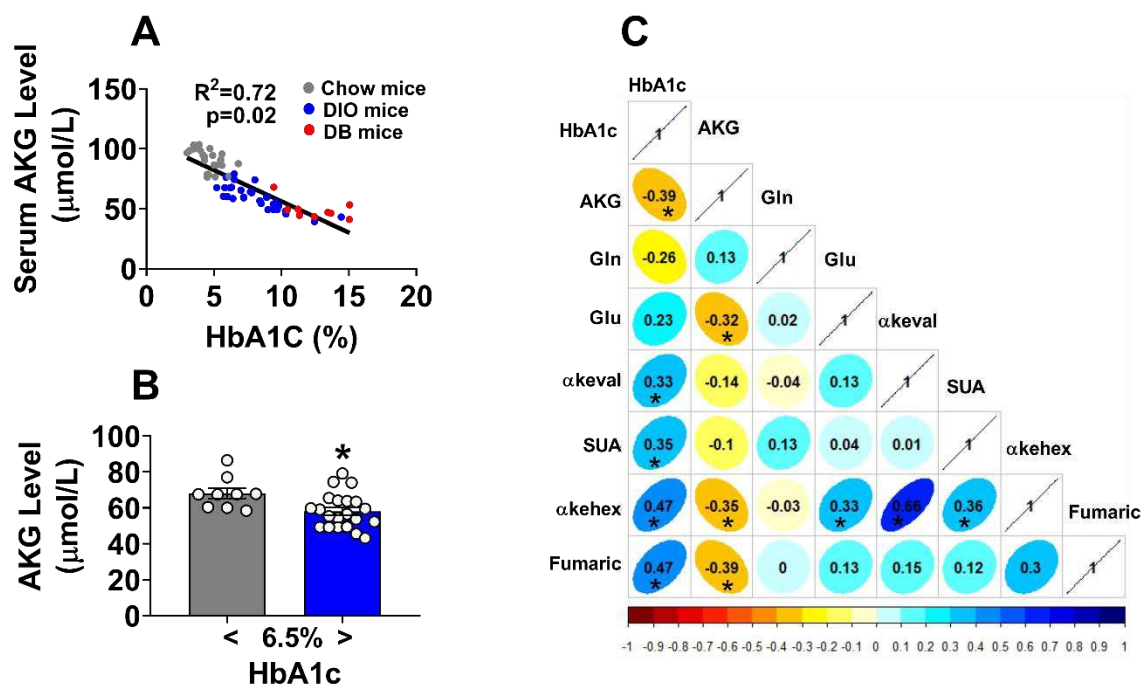 A
Serum AKG Level
(μmol/L)
150
100
50
0
R²=0.72
p=0.02
Chow mice
DIO mice
DB mice
0 5 10 15 20
HbA1C (%)
B
AKG Level
(μmol/L)
100
80
60
40
20
0
*
< 6.5% >
HbA1c
C
HbA1c
HbA1c 1 AKG
AKG -0.39 * 1 Gln
Gln -0.26 0.13 1 Glu
Glu 0.23 -0.32 * 0.02 1 αkeval
αkeval 0.33 * -0.14 -0.04 0.13 1 SUA
SUA 0.35 * -0.1 0.13 0.04 0.01 1 αkehex
αkehex 0.47 * -0.35 * -0.03 0.33 * 0.66 * 0.36 * 1 Fumaric
Fumaric 0.47 * -0.39 * 0 0.13 0.15 0.12 0.3 1
-1 -0.9 -0.8 -0.7 -0.6 -0.5 -0.4 -0.3 -0.2 -0.1 0 0.1 0.2 0.3 0.4 0.5 0.6 0.7 0.8 0.9 1